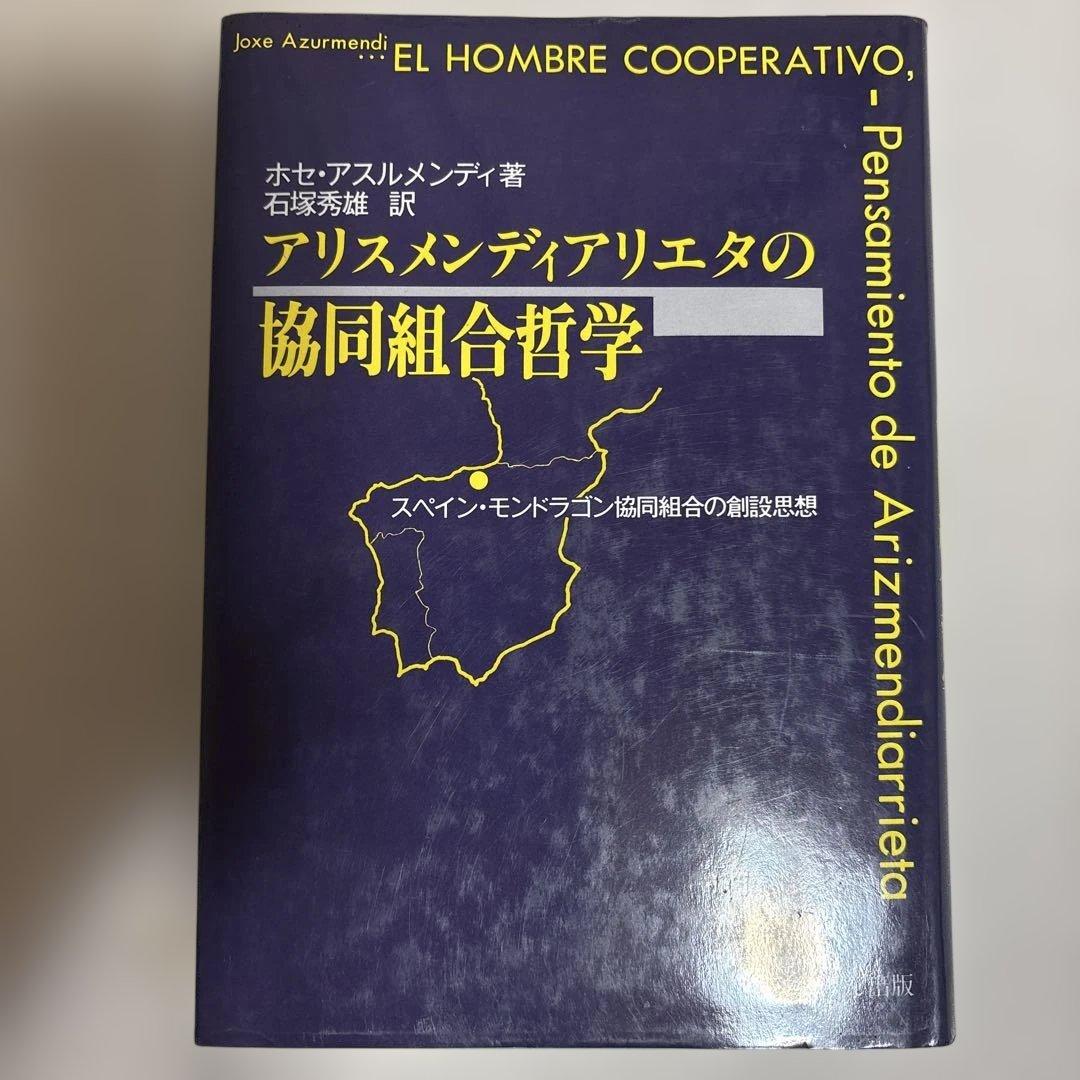 Joxe Azurmendi
... EL HOMBRE COOPERATIVO,
- Pensamiento de Arizmendiarrieta
ホセ・アスルメンディ著
石塚秀雄 訳
アリスメンディアリエタの
協同組合哲学
スペイン・モンドラゴン協同組合の創設思想
出版